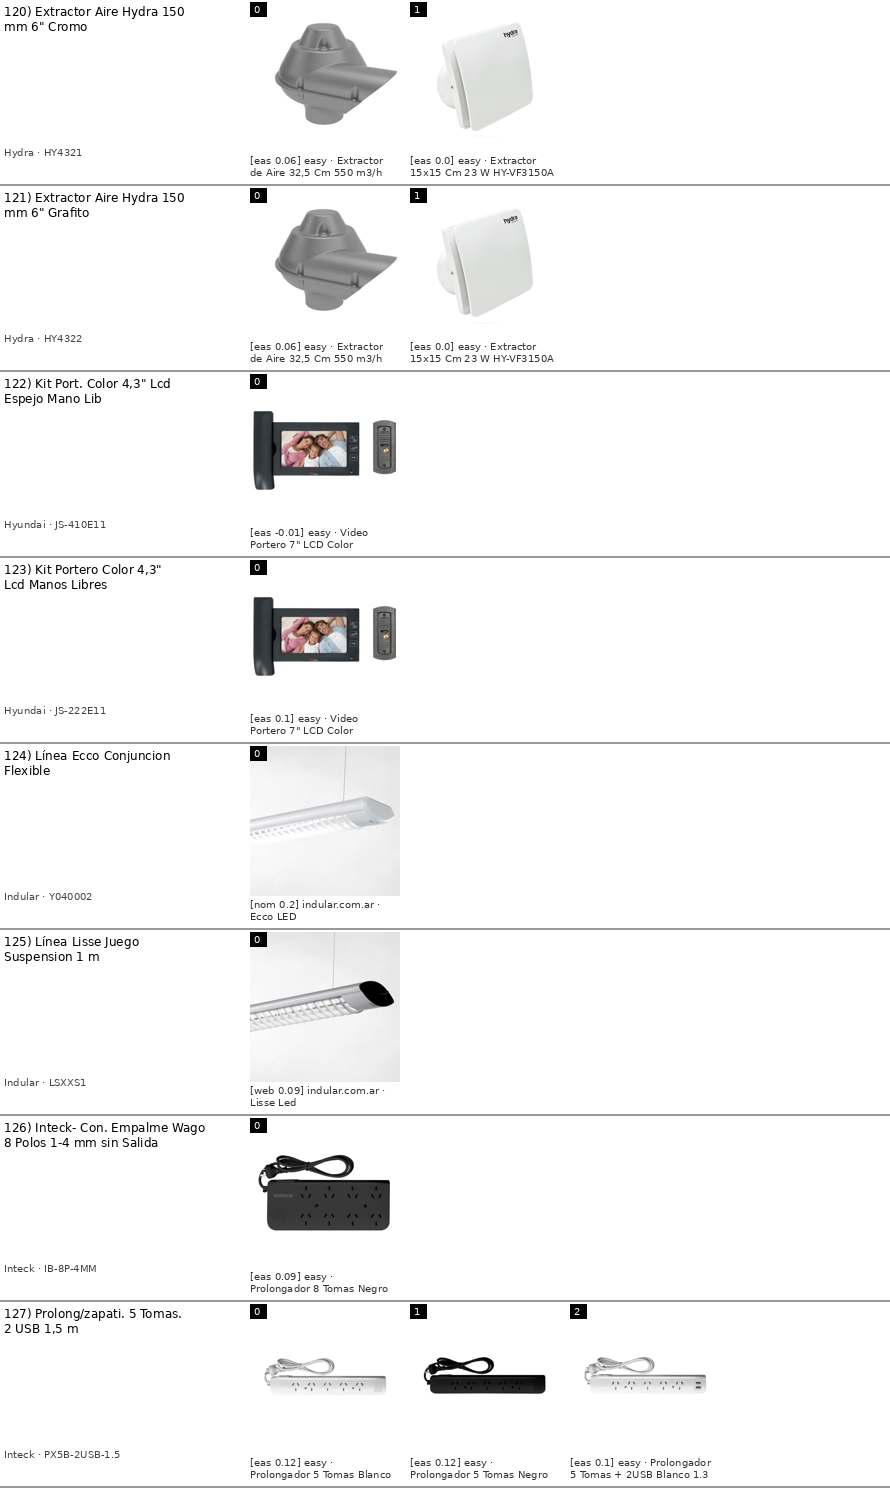 120) Extractor Aire Hydra 150
mm 6" Cromo
Hydra · HY4321
0
[eas 0.06] easy · Extractor
de Aire 32,5 Cm 550 m3/h
1
hydra
[eas 0.0] easy · Extractor
15x15 Cm 23 W HY-VF3150A
121) Extractor Aire Hydra 150
mm 6" Grafito
Hydra · HY4322
0
[eas 0.06] easy · Extractor
de Aire 32,5 Cm 550 m3/h
1
hydra
[eas 0.0] easy · Extractor
15x15 Cm 23 W HY-VF3150A
122) Kit Port. Color 4,3" Lcd
Espejo Mano Lib
Hyundai · JS-410E11
0
[eas -0.01] easy · Video
Portero 7" LCD Color
123) Kit Portero Color 4,3"
Lcd Manos Libres
Hyundai · JS-222E11
0
[eas 0.1] easy · Video
Portero 7" LCD Color
124) Línea Ecco Conjuncion
Flexible
Indular · Y040002
0
[nom 0.2] indular.com.ar ·
Ecco LED
125) Línea Lisse Juego
Suspension 1 m
Indular · LSXXS1
0
[web 0.09] indular.com.ar ·
Lisse Led
126) Inteck- Con. Empalme Wago
8 Polos 1-4 mm sin Salida
Inteck · IB-8P-4MM
0
[eas 0.09] easy ·
Prolongador 8 Tomas Negro
127) Prolong/zapati. 5 Tomas.
2 USB 1,5 m
Inteck · PX5B-2USB-1.5
0
[eas 0.12] easy ·
Prolongador 5 Tomas Blanco
1
[eas 0.12] easy ·
Prolongador 5 Tomas Negro
2
[eas 0.1] easy · Prolongador
5 Tomas + 2USB Blanco 1.3